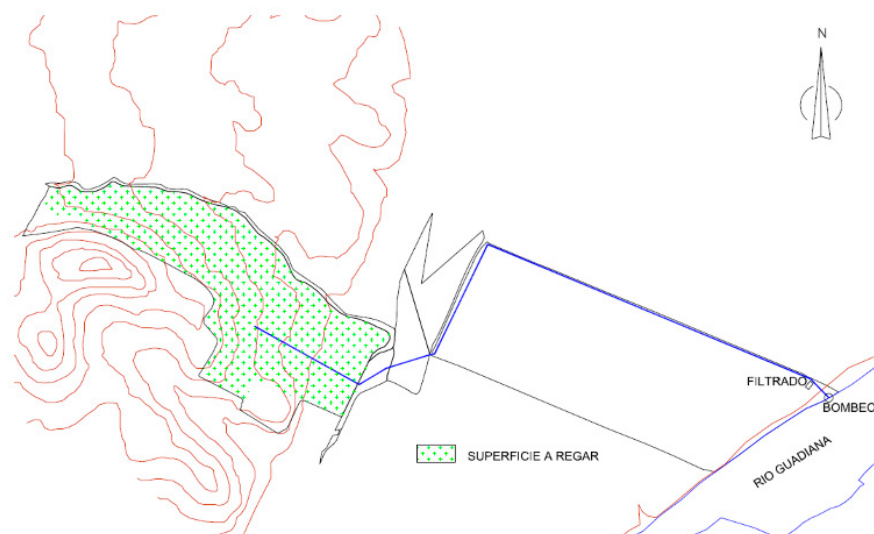 N
FILTRADO
BOMBEO
RIO GUADIANA
SUPERFICIE A REGAR